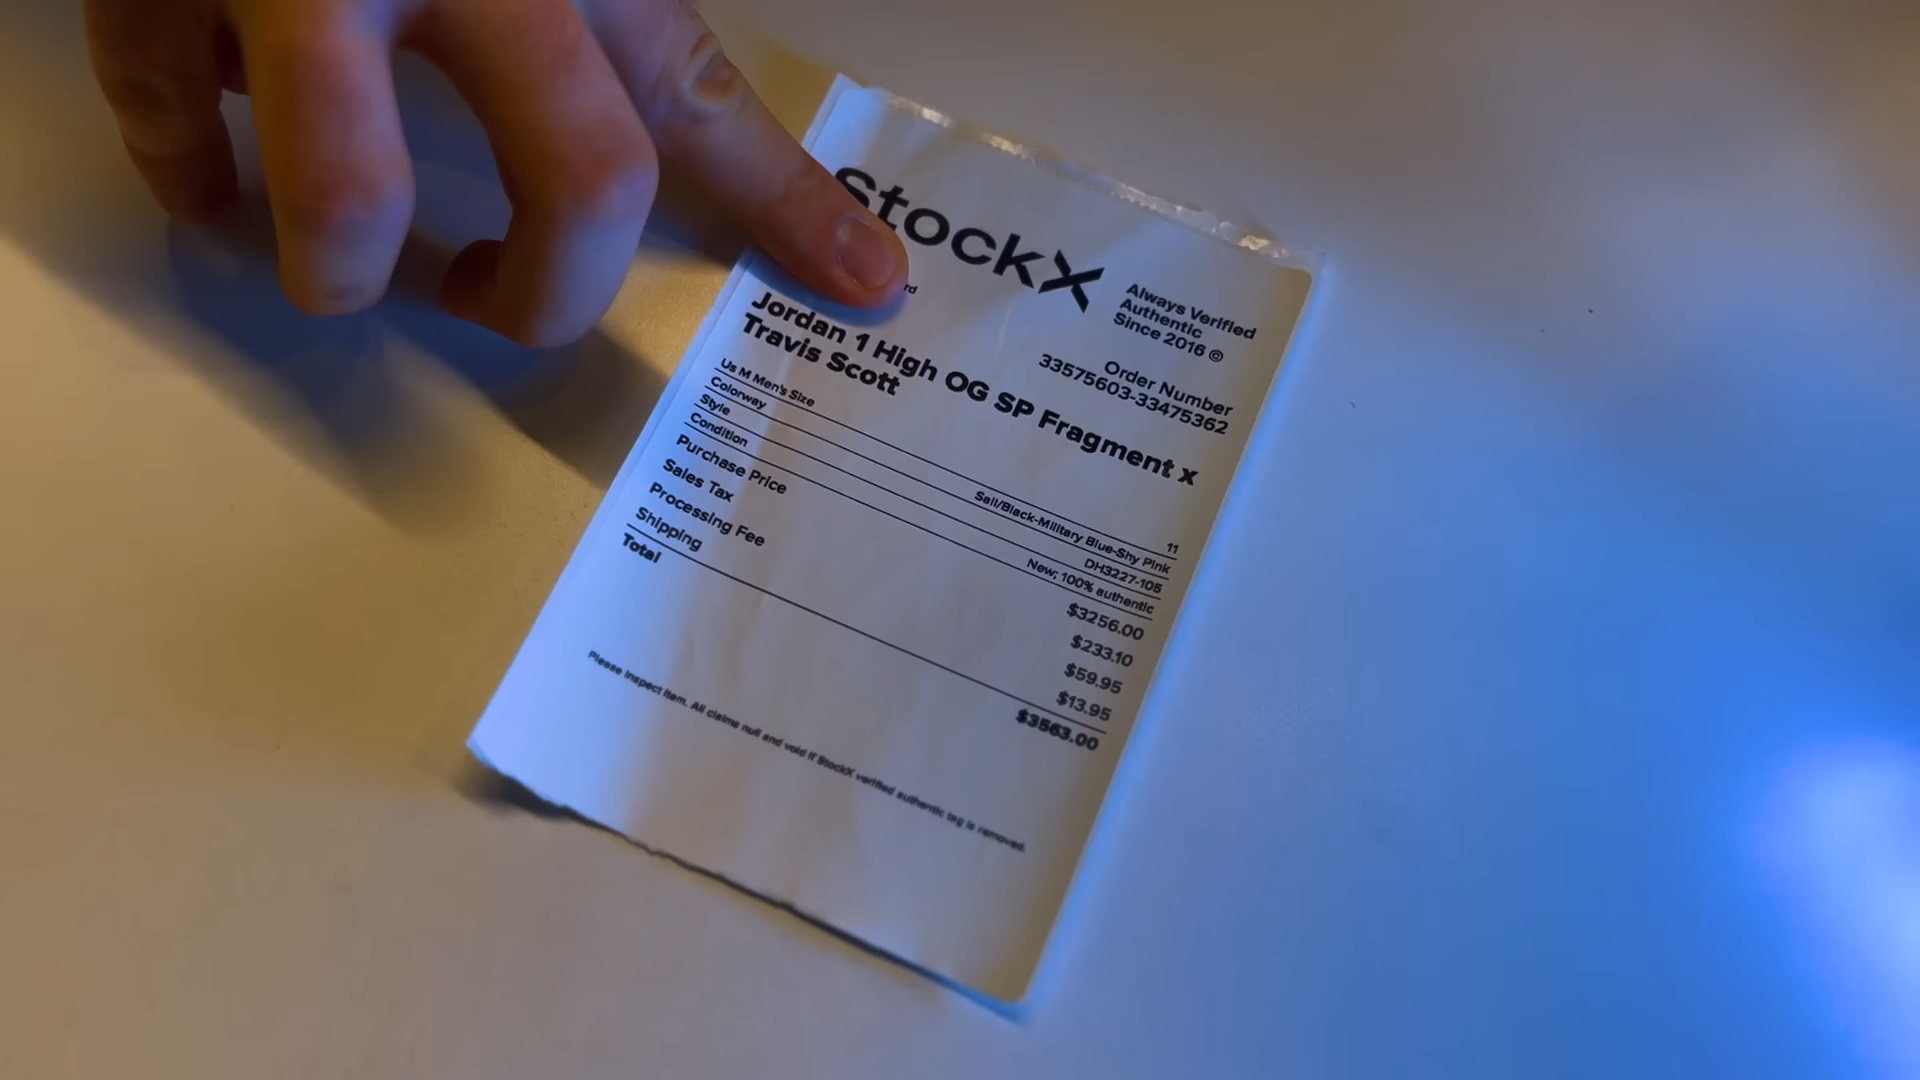 stockX
Always Verified
Authentic
Since 2016 ©
Order Number
33575603-33475362
Jordan 1 High OG SP Fragment x
Travis Scott
Us M Men's Size 11
Colorway Sail/Black-Military Blue-Shy Pink
Style DH3227-105
Condition New; 100% authentic
Purchase Price $3256.00
Sales Tax $233.10
Processing Fee $59.95
Shipping $13.95
Total $3563.00
Please inspect item. All claims null and void if StockX verified authentic tag is removed.